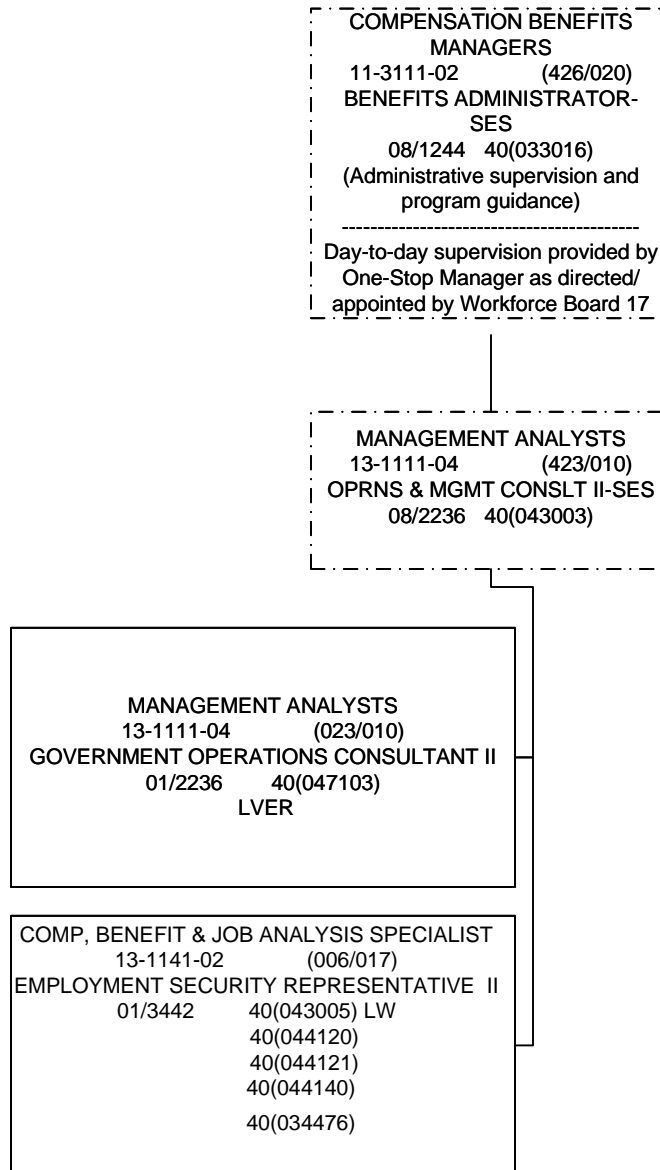 COMPENSATION BENEFITS
MANAGERS
11-3111-02 (426/020)
BENEFITS ADMINISTRATOR-
SES
08/1244 40(033016)
(Administrative supervision and
program guidance)
------------------------------------------
Day-to-day supervision provided by
One-Stop Manager as directed/
appointed by Workforce Board 17
MANAGEMENT ANALYSTS
13-1111-04 (423/010)
OPRNS & MGMT CONSLT II-SES
08/2236 40(043003)
MANAGEMENT ANALYSTS
13-1111-04 (023/010)
GOVERNMENT OPERATIONS CONSULTANT II
01/2236 40(047103)
LVER
COMP, BENEFIT & JOB ANALYSIS SPECIALIST
13-1141-02 (006/017)
EMPLOYMENT SECURITY REPRESENTATIVE II
01/3442 40(043005) LW
40(044120)
40(044121)
40(044140)
40(034476)